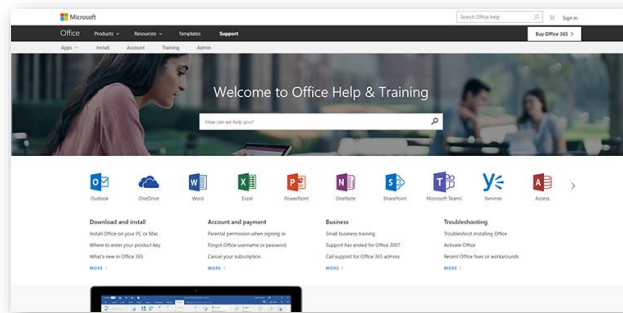 Microsoft
Search Office help
Sign in
Office Products Resources Templates Support
Buy Office 365 >
Apps Install Account Training Admin
Welcome to Office Help & Training
How can we help you?
Outlook OneDrive Word Excel PowerPoint OneNote SharePoint Microsoft Teams Yammer Access
Download and install
Install Office on your PC or Mac
Where to enter your product key
What's new in Office 365
MORE >
Account and payment
Parental permission when signing in
Forgot Office username or password
Cancel your subscription
MORE >
Business
Small business training
Support has ended for Office 2007
Call support for Office 365 admins
MORE >
Troubleshooting
Troubleshoot installing Office
Activate Office
Recent Office fixes or workarounds
MORE >